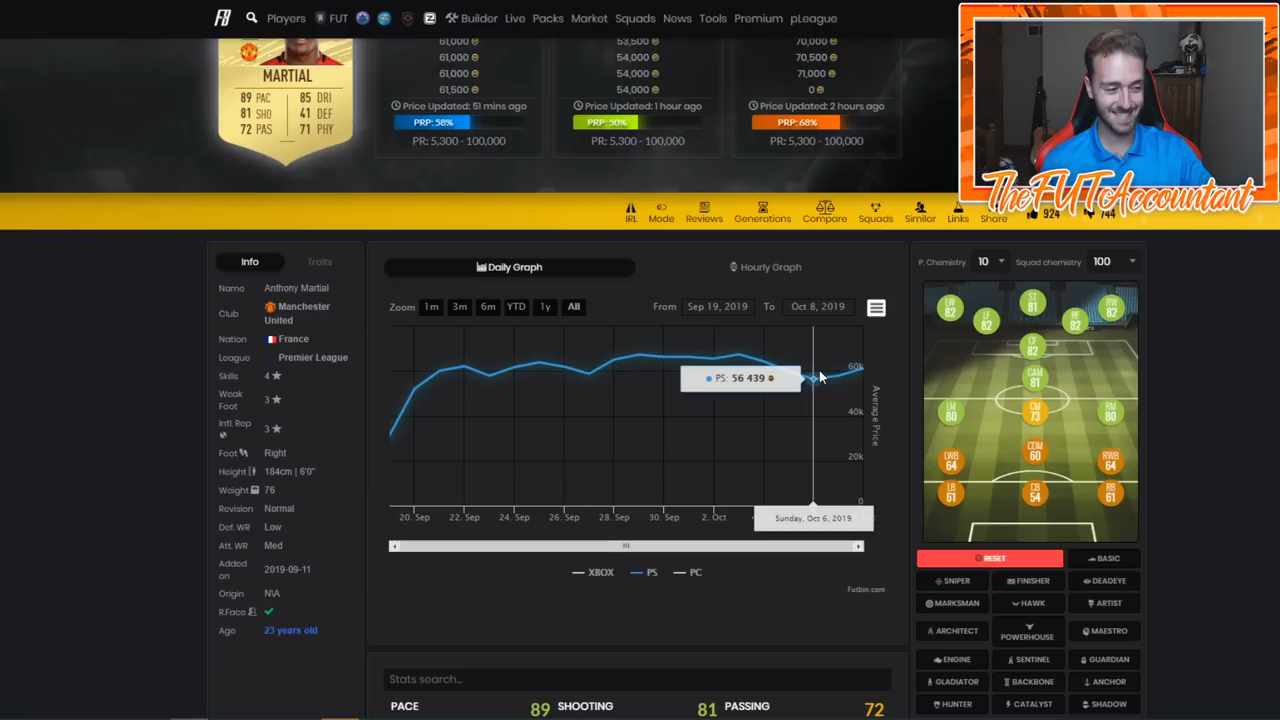 FB Players FUT Z Builder Live Packs Market Squads News Tools Premium pLeague
MARTIAL
89 PAC 85 DRI
81 SHO 41 DEF
72 PAS 71 PHY
61,000 53,500 70,000
61,000 54,000 70,500
61,000 54,000 71,000
61,500 54,000 0
Price Updated: 51 mins ago Price Updated: 1 hour ago Price Updated: 2 hours ago
PRP: 58% PRP: 50% PRP: 68%
PR: 5,300 - 100,000 PR: 5,300 - 100,000 PR: 5,300 - 100,000
TheFUTAccountant
IRL Mode Reviews Generations Compare Squads Similar Links Share 924 744
Info Traits
Name Anthony Martial
Club Manchester United
Nation France
League Premier League
Skills 4★
Weak Foot 3★
Intl. Rep 3★
Foot Right
Height 184cm | 6'0"
Weight 76
Revision Normal
Def. WR Low
Att. WR Med
Added on 2019-09-11
Origin N\A
R.Face
Age 23 years old
Daily Graph Hourly Graph
Zoom 1m 3m 6m YTD 1y All From Sep 19, 2019 To Oct 8, 2019
PS: 56 439
60k
40k
20k
0
Average Price
20. Sep 22. Sep 24. Sep 26. Sep 28. Sep 30. Sep 2. Oct
Sunday, Oct 6, 2019
XBOX PS PC
Futbin.com
Stats search...
PACE 89 SHOOTING 81 PASSING 72
P. Chemistry 10 Squad chemistry 100
LW 82
LF 82
ST 81
RF 82
RW 82
CF 82
CAM 81
LM 80
CM 73
RM 80
LWB 64
CDM 60
RWB 64
LB 61
CB 54
RB 61
RESET BASIC
SNIPER FINISHER DEADEYE
MARKSMAN HAWK ARTIST
ARCHITECT POWERHOUSE MAESTRO
ENGINE SENTINEL GUARDIAN
GLADIATOR BACKBONE ANCHOR
HUNTER CATALYST SHADOW